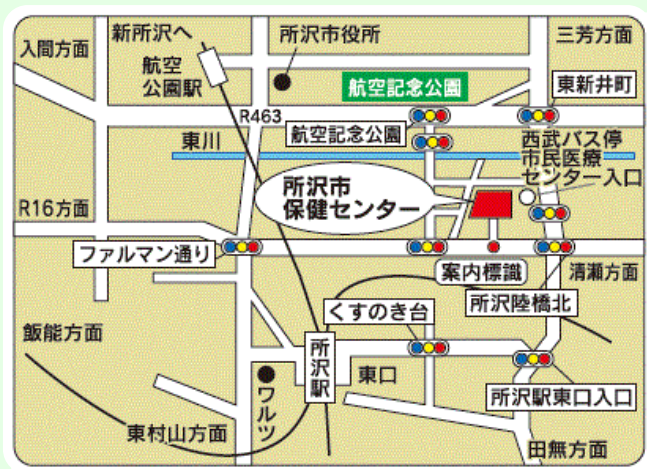 新所沢へ
所沢市役所
三芳方面
入間方面
航空
公園駅
航空記念公園
東新井町
R463
航空記念公園
東川
西武バス停
市民医療
センター入口
所沢市
保健センター
R16方面
ファルマン通り
案内標識
清瀬方面
所沢陸橋北
くすのき台
飯能方面
所沢駅
東口
ワルツ
所沢駅東口入口
東村山方面
田無方面